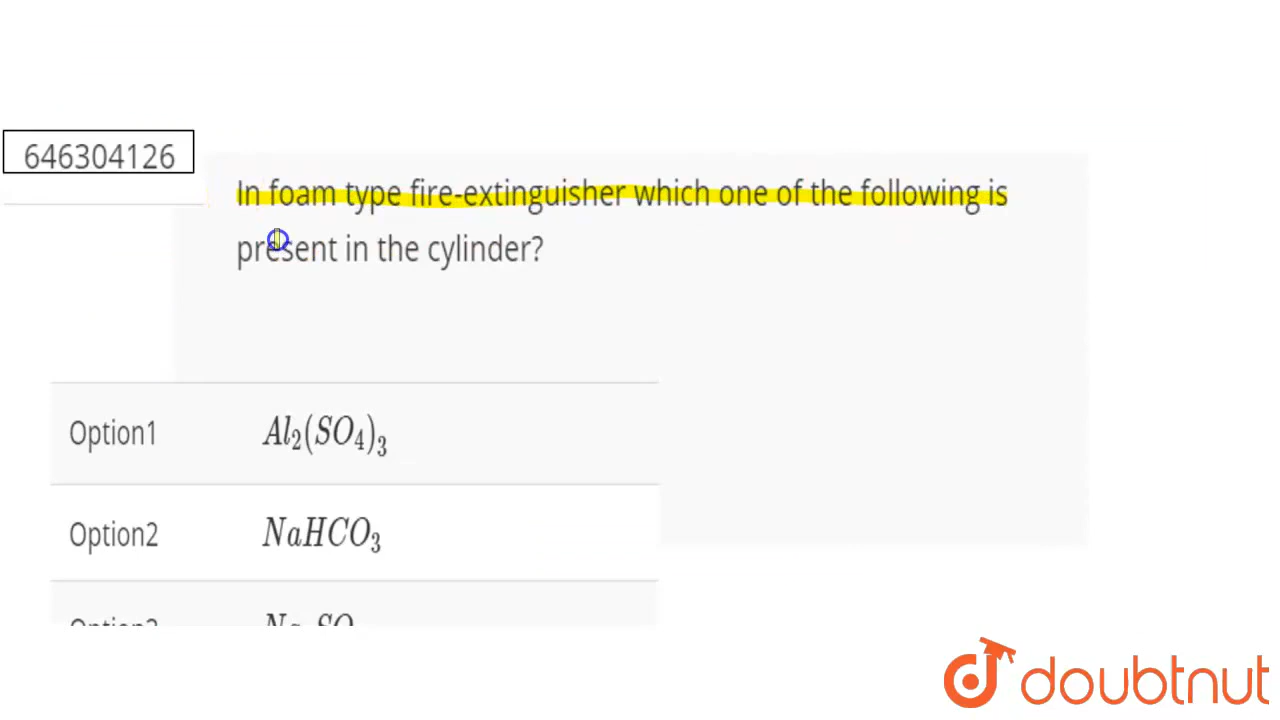 646304126
In foam type fire-extinguisher which one of the following is
present in the cylinder?
Option1 Al₂(SO₄)₃
Option2 NaHCO₃
doubtnut